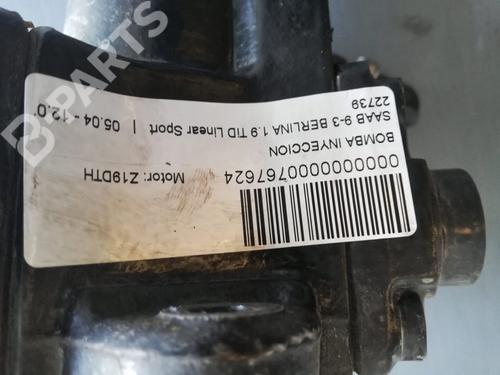 B PARTS
0000000000767624 Motor: Z19DTH
BOMBA INYECCION
SAAB 9-3 BERLINA 1.9 TID Linear Sport | 05.04 - 12.0
22739